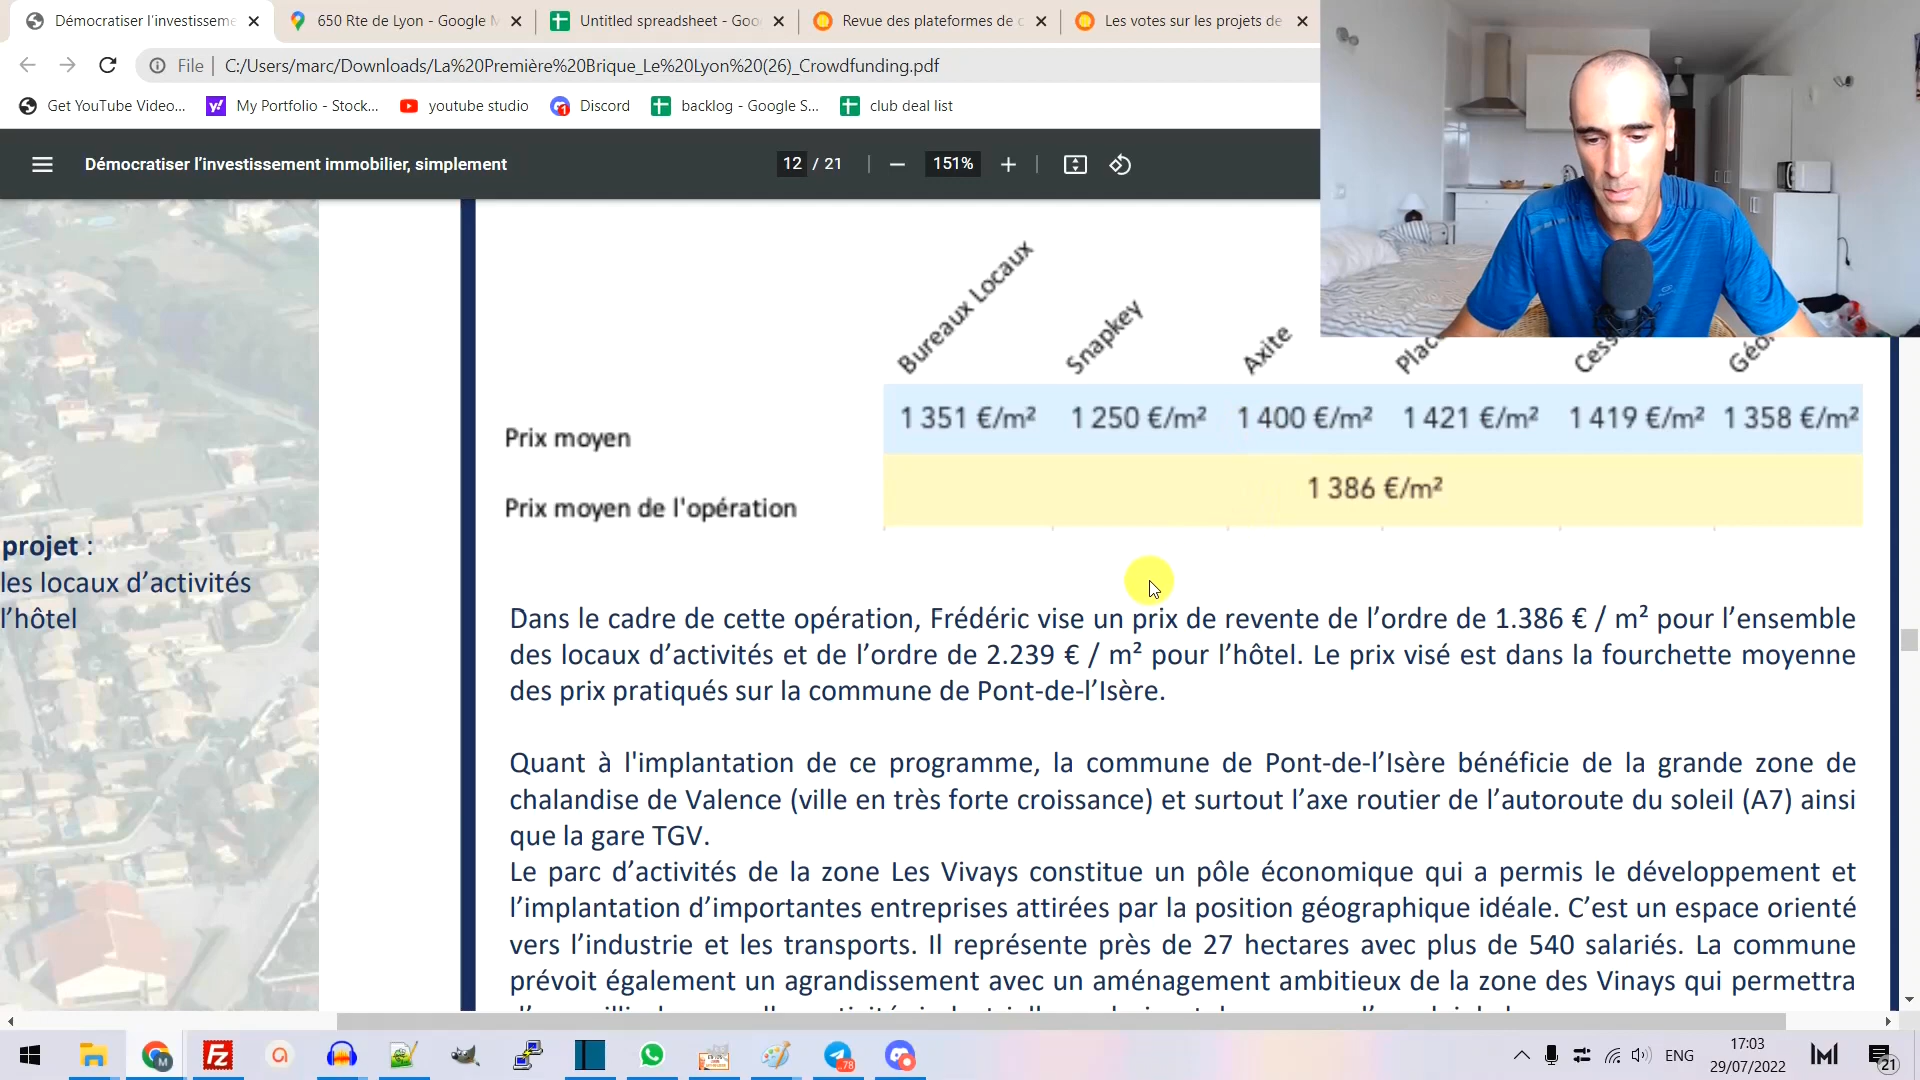 Démocratiser l'investisseme
650 Rte de Lyon - Google M
Untitled spreadsheet - Goo
Revue des plateformes de c
Les votes sur les projets de
File
C:/Users/marc/Downloads/La%20Première%20Brique_Le%20Lyon%20(26)_Crowdfunding.pdf
Get YouTube Video...
My Portfolio - Stock...
youtube studio
Discord
backlog - Google S...
club deal list
Démocratiser l'investissement immobilier, simplement
12 / 21
151%
Bureaux Locaux
Snapkey
Axite
Plac
Cess
Géo
Prix moyen
1 351 €/m² 1 250 €/m² 1 400 €/m² 1 421 €/m² 1 419 €/m² 1 358 €/m²
Prix moyen de l'opération
1 386 €/m²
projet :
les locaux d'activités
l'hôtel
Dans le cadre de cette opération, Frédéric vise un prix de revente de l'ordre de 1.386 € / m² pour l'ensemble
des locaux d'activités et de l'ordre de 2.239 € / m² pour l'hôtel. Le prix visé est dans la fourchette moyenne
des prix pratiqués sur la commune de Pont-de-l'Isère.
Quant à l'implantation de ce programme, la commune de Pont-de-l'Isère bénéficie de la grande zone de
chalandise de Valence (ville en très forte croissance) et surtout l'axe routier de l'autoroute du soleil (A7) ainsi
que la gare TGV.
Le parc d'activités de la zone Les Vivays constitue un pôle économique qui a permis le développement et
l'implantation d'importantes entreprises attirées par la position géographique idéale. C'est un espace orienté
vers l'industrie et les transports. Il représente près de 27 hectares avec plus de 540 salariés. La commune
prévoit également un agrandissement avec un aménagement ambitieux de la zone des Vinays qui permettra
ENG
17:03
29/07/2022
21